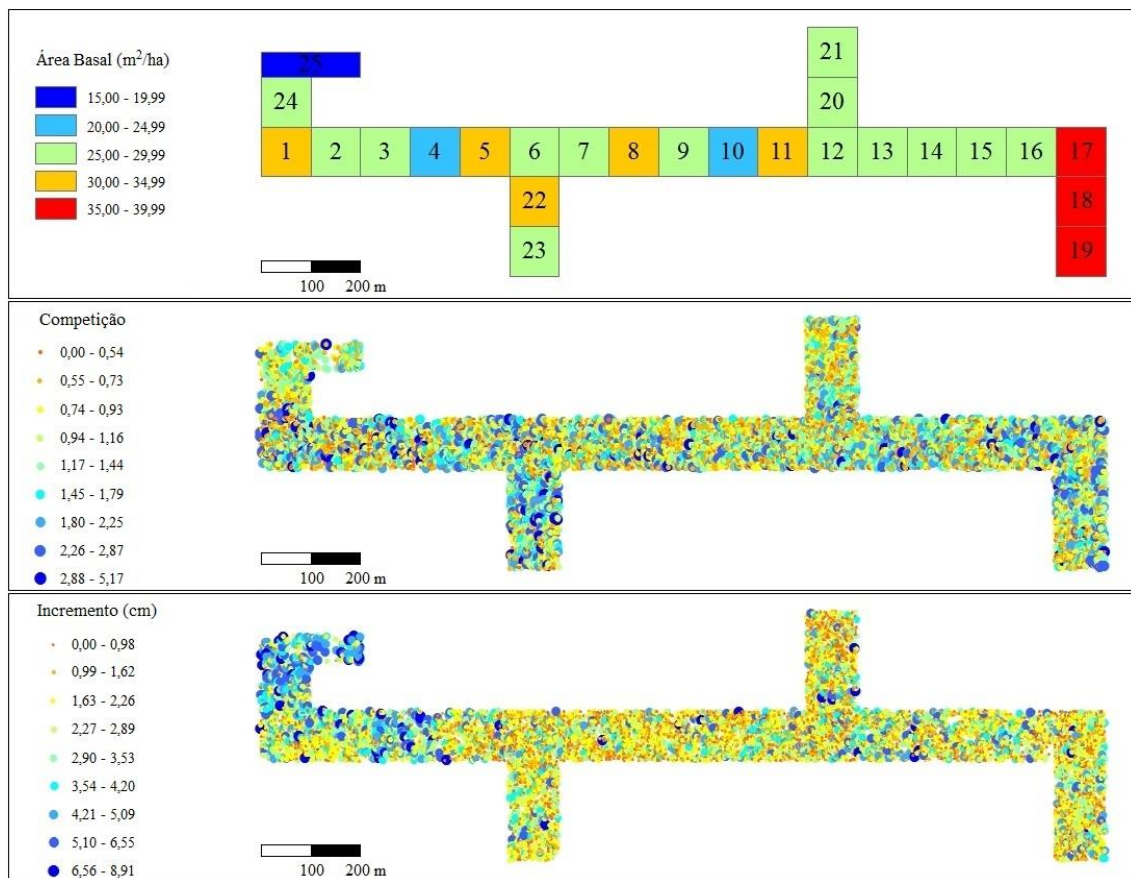 Área Basal (m²/ha)
15,00 - 19,99
20,00 - 24,99
25,00 - 29,99
30,00 - 34,99
35,00 - 39,99
21
25
24
20
1 2 3 4 5 6 7 8 9 10 11 12 13 14 15 16 17
22
18
23
19
100 200 m
Competição
0,00 - 0,54
0,55 - 0,73
0,74 - 0,93
0,94 - 1,16
1,17 - 1,44
1,45 - 1,79
1,80 - 2,25
2,26 - 2,87
2,88 - 5,17
100 200 m
Incremento (cm)
0,00 - 0,98
0,99 - 1,62
1,63 - 2,26
2,27 - 2,89
2,90 - 3,53
3,54 - 4,20
4,21 - 5,09
5,10 - 6,55
6,56 - 8,91
100 200 m